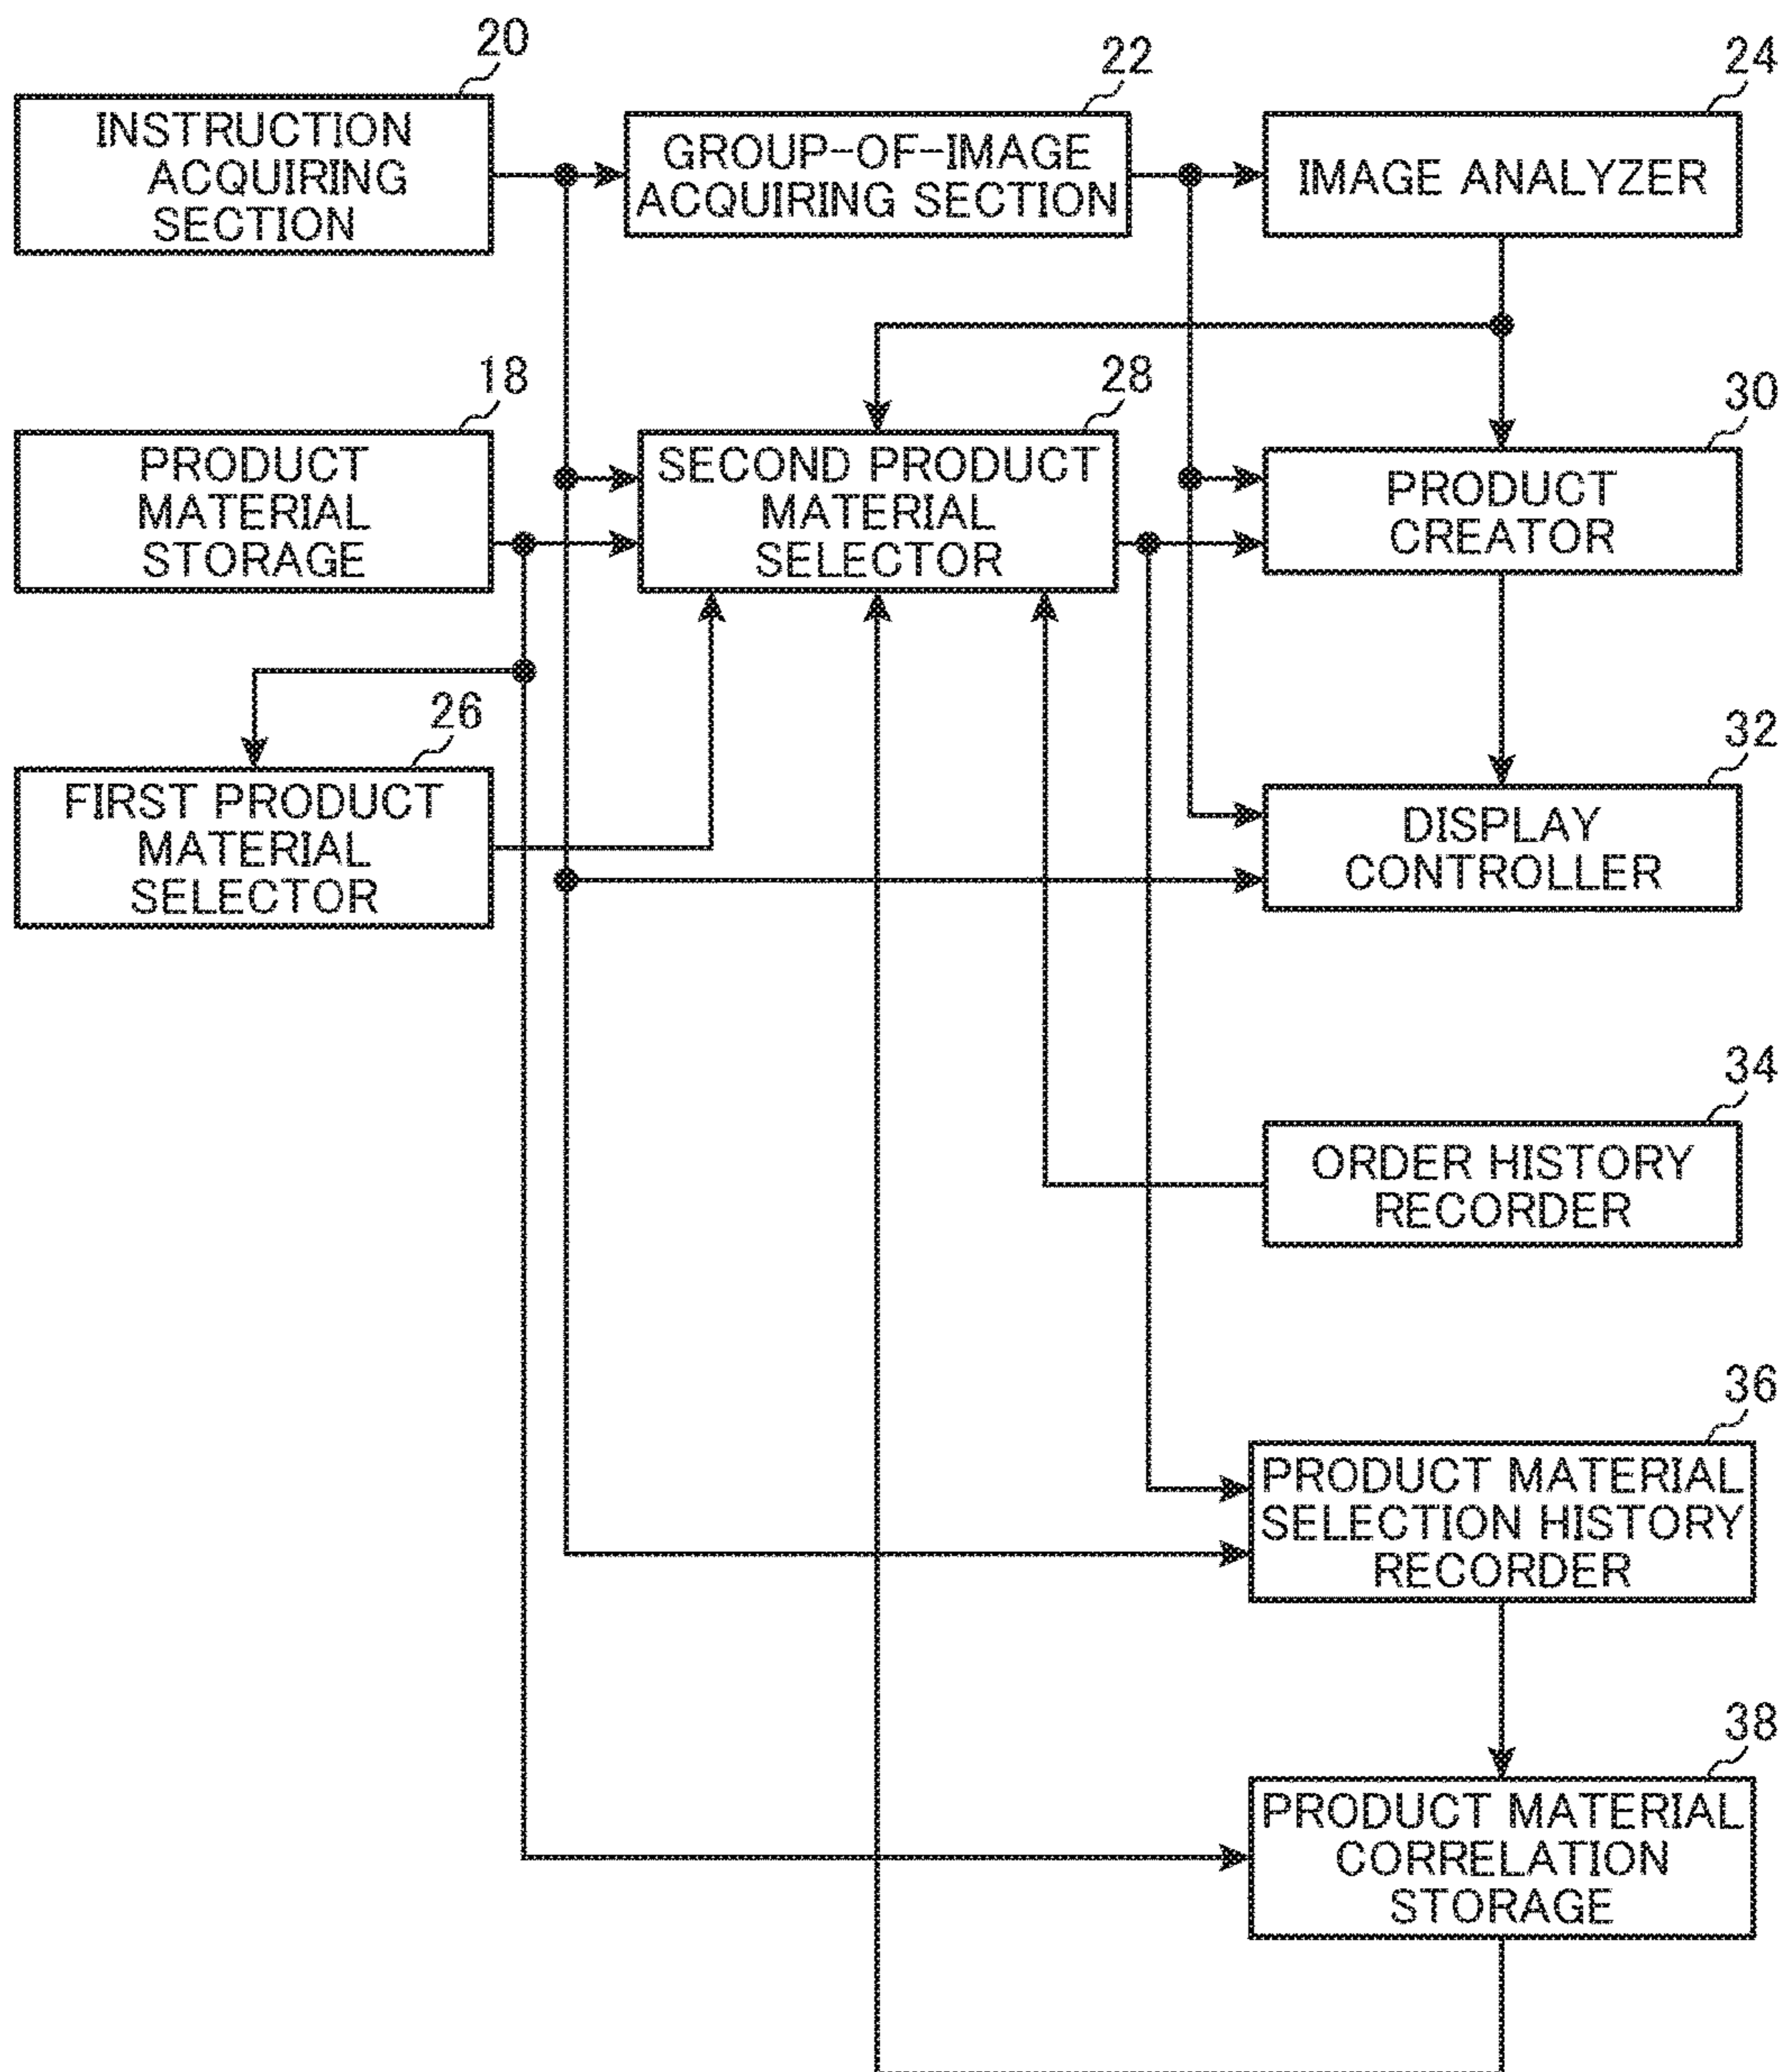 20
INSTRUCTION
ACQUIRING
SECTION
22
GROUP-OF-IMAGE
ACQUIRING SECTION
24
IMAGE ANALYZER
18
PRODUCT
MATERIAL
STORAGE
28
SECOND PRODUCT
MATERIAL
SELECTOR
30
PRODUCT
CREATOR
26
FIRST PRODUCT
MATERIAL
SELECTOR
32
DISPLAY
CONTROLLER
34
ORDER HISTORY
RECORDER
36
PRODUCT MATERIAL
SELECTION HISTORY
RECORDER
38
PRODUCT MATERIAL
CORRELATION
STORAGE